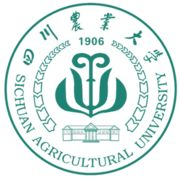 四川農業大學
1906
SICHUAN AGRICULTURAL UNIVERSITY